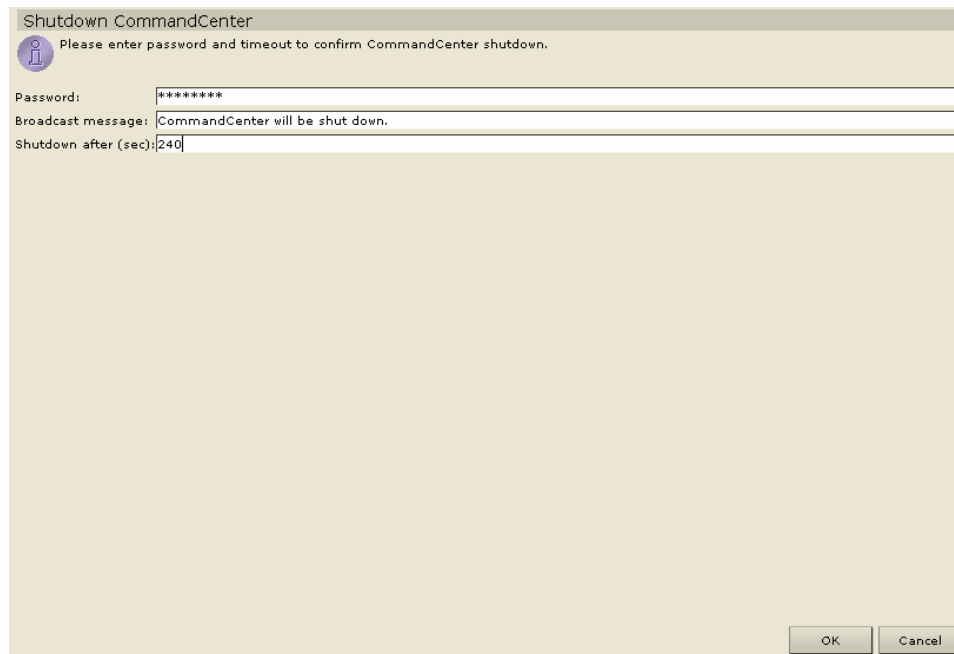 Shutdown CommandCenter
Please enter password and timeout to confirm CommandCenter shutdown.
Password: ********
Broadcast message: CommandCenter will be shut down.
Shutdown after (sec): 240
OK Cancel